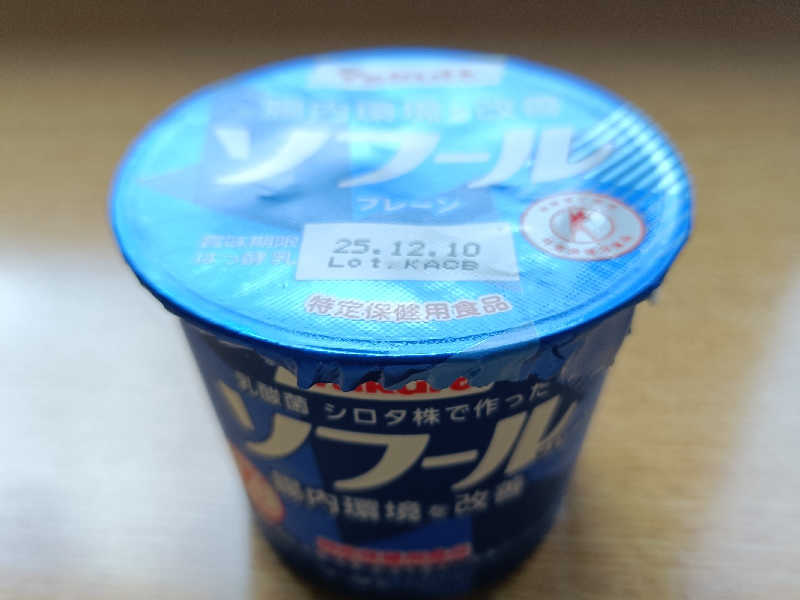 Yakult
腸内環境を改善
ソフール
プレーン
賞味期限
はっ酵乳
25.12.10
Lot.KACB
特定保健用食品
Yakult
乳酸菌 シロタ株で作った
ソフール
腸内環境を改善